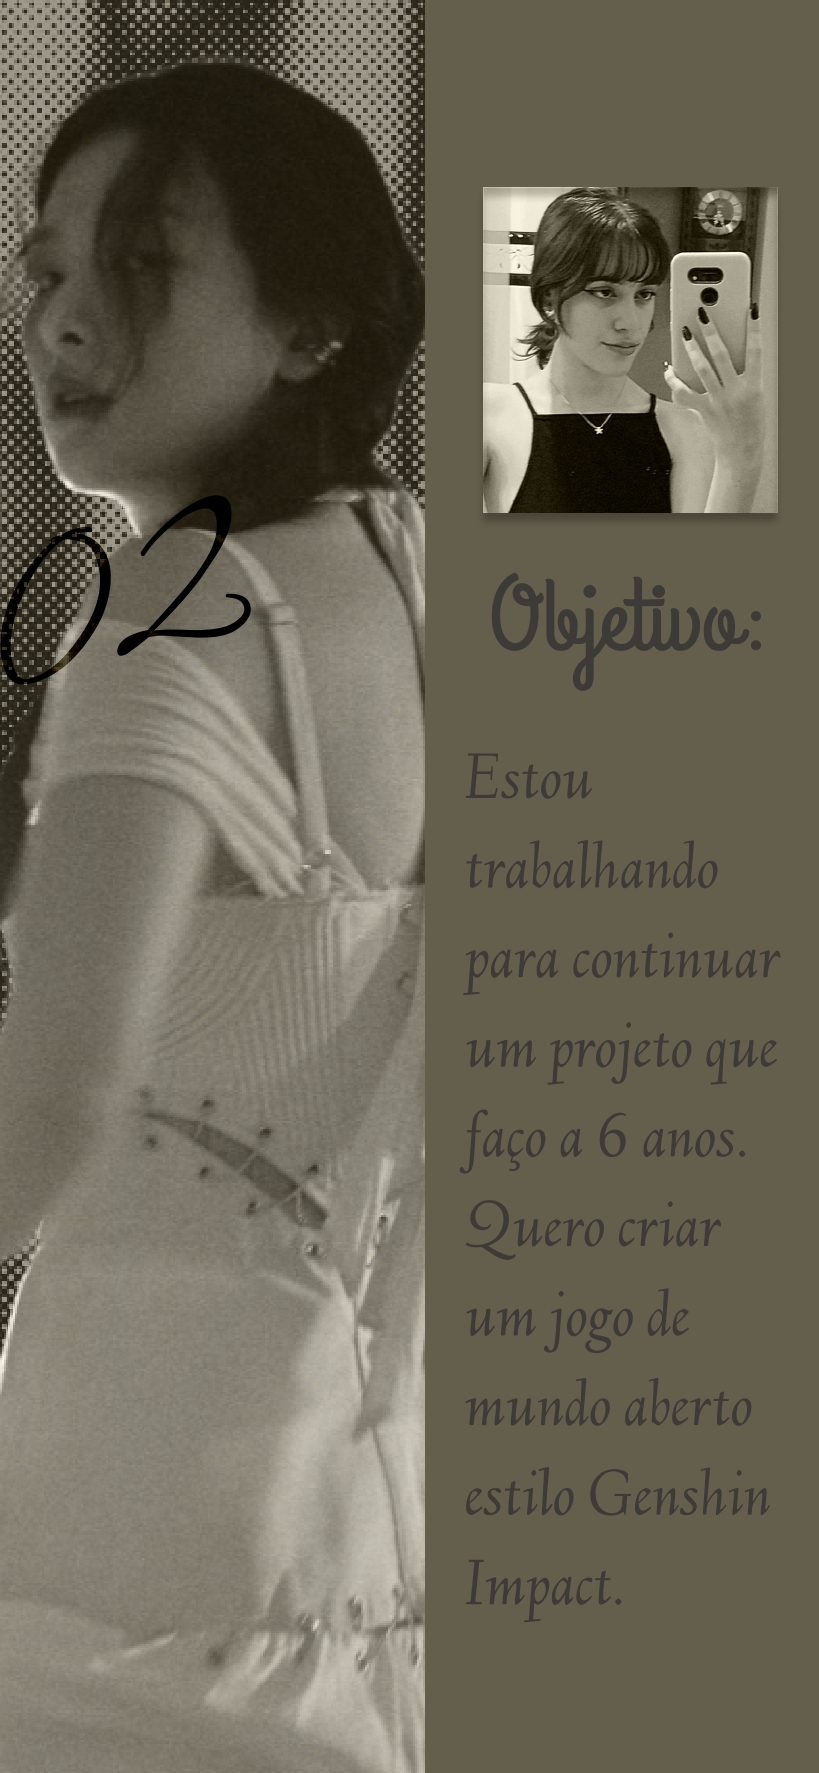 02
Objetivo:
Estou
trabalhando
para continuar
um projeto que
faço a 6 anos.
Quero criar
um jogo de
mundo aberto
estilo Genshin
Impact.